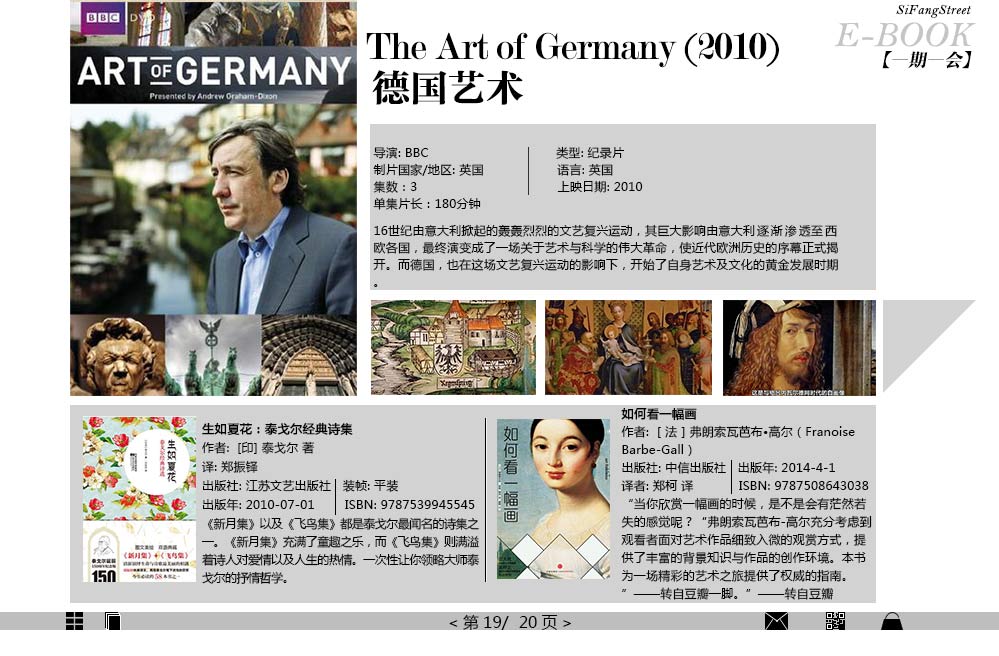 SiFangStreet
E-BOOK
【一期一会】
BBC DVD
ART OF GERMANY
Presented by Andrew Graham-Dixon
The Art of Germany (2010)
德国艺术
导演: BBC
制片国家/地区: 英国
集数：3
单集片长：180分钟
类型: 纪录片
语言: 英国
上映日期: 2010
16世纪由意大利掀起的轰轰烈烈的文艺复兴运动，其巨大影响由意大利逐渐渗透至西
欧各国，最终演变成了一场关于艺术与科学的伟大革命，使近代欧洲历史的序幕正式揭
开。而德国，也在这场文艺复兴运动的影响下，开始了自身艺术及文化的黄金发展时期
。
生如夏花
泰戈尔经典诗选
《新月集》《飞鸟集》
150
生如夏花：泰戈尔经典诗集
作者: [印] 泰戈尔 著
译: 郑振铎
出版社: 江苏文艺出版社
装帧: 平装
出版年: 2010-07-01
ISBN: 9787539945545
《新月集》以及《飞鸟集》都是泰戈尔最闻名的诗集之
一。《新月集》充满了童趣之乐，而《飞鸟集》则满溢
着诗人对爱情以及人生的热情。一次性让你领略大师泰
戈尔的抒情哲学。
如何看一幅画
如何看一幅画
作者: [ 法 ] 弗朗索瓦芭布•高尔（Franoise
Barbe-Gall ）
出版社: 中信出版社
出版年: 2014-4-1
译者: 郑柯 译
ISBN: 9787508643038
“当你欣赏一幅画的时候，是不是会有茫然若
失的感觉呢？ “弗朗索瓦芭布-高尔充分考虑到
观看者面对艺术作品细致入微的观赏方式，提
供了丰富的背景知识与作品的创作环境。本书
为一场精彩的艺术之旅提供了权威的指南。
”——转自豆瓣一脚。”——转自豆瓣
< 第 19/ 20 页 >